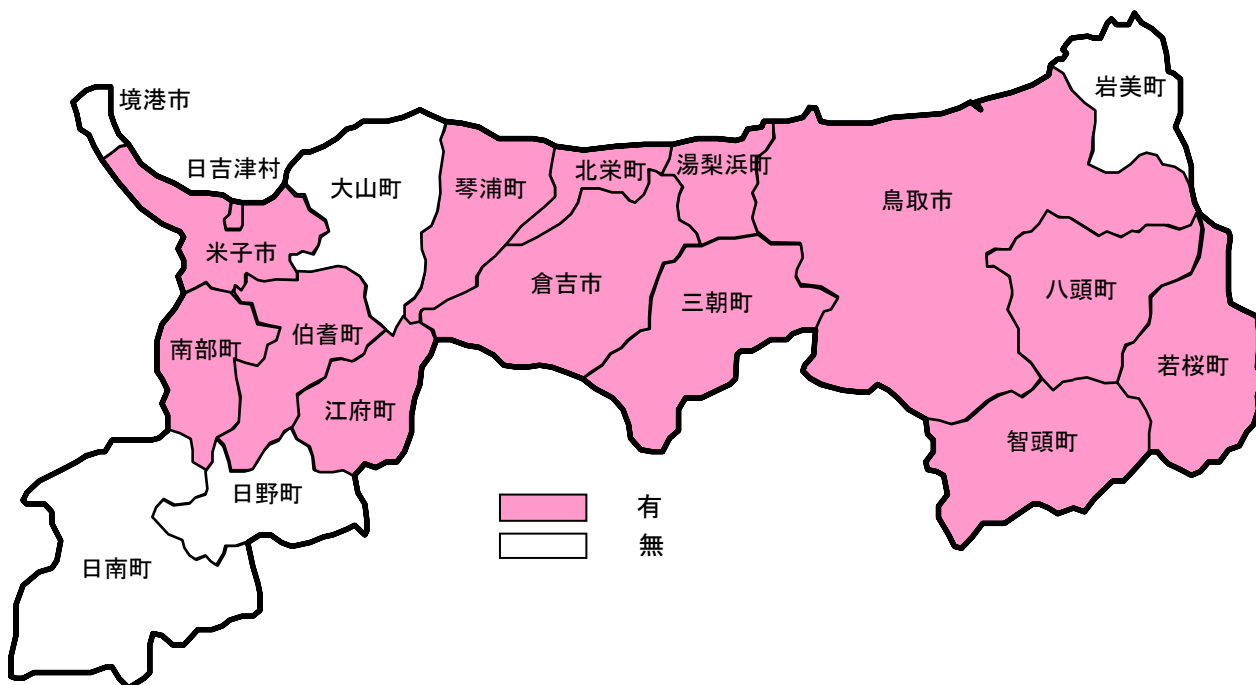 岩美町
境港市
日吉津村
大山町
琴浦町
北栄町
湯梨浜町
鳥取市
米子市
倉吉市
三朝町
八頭町
南部町
伯耆町
若桜町
江府町
智頭町
日野町
日南町
有
無